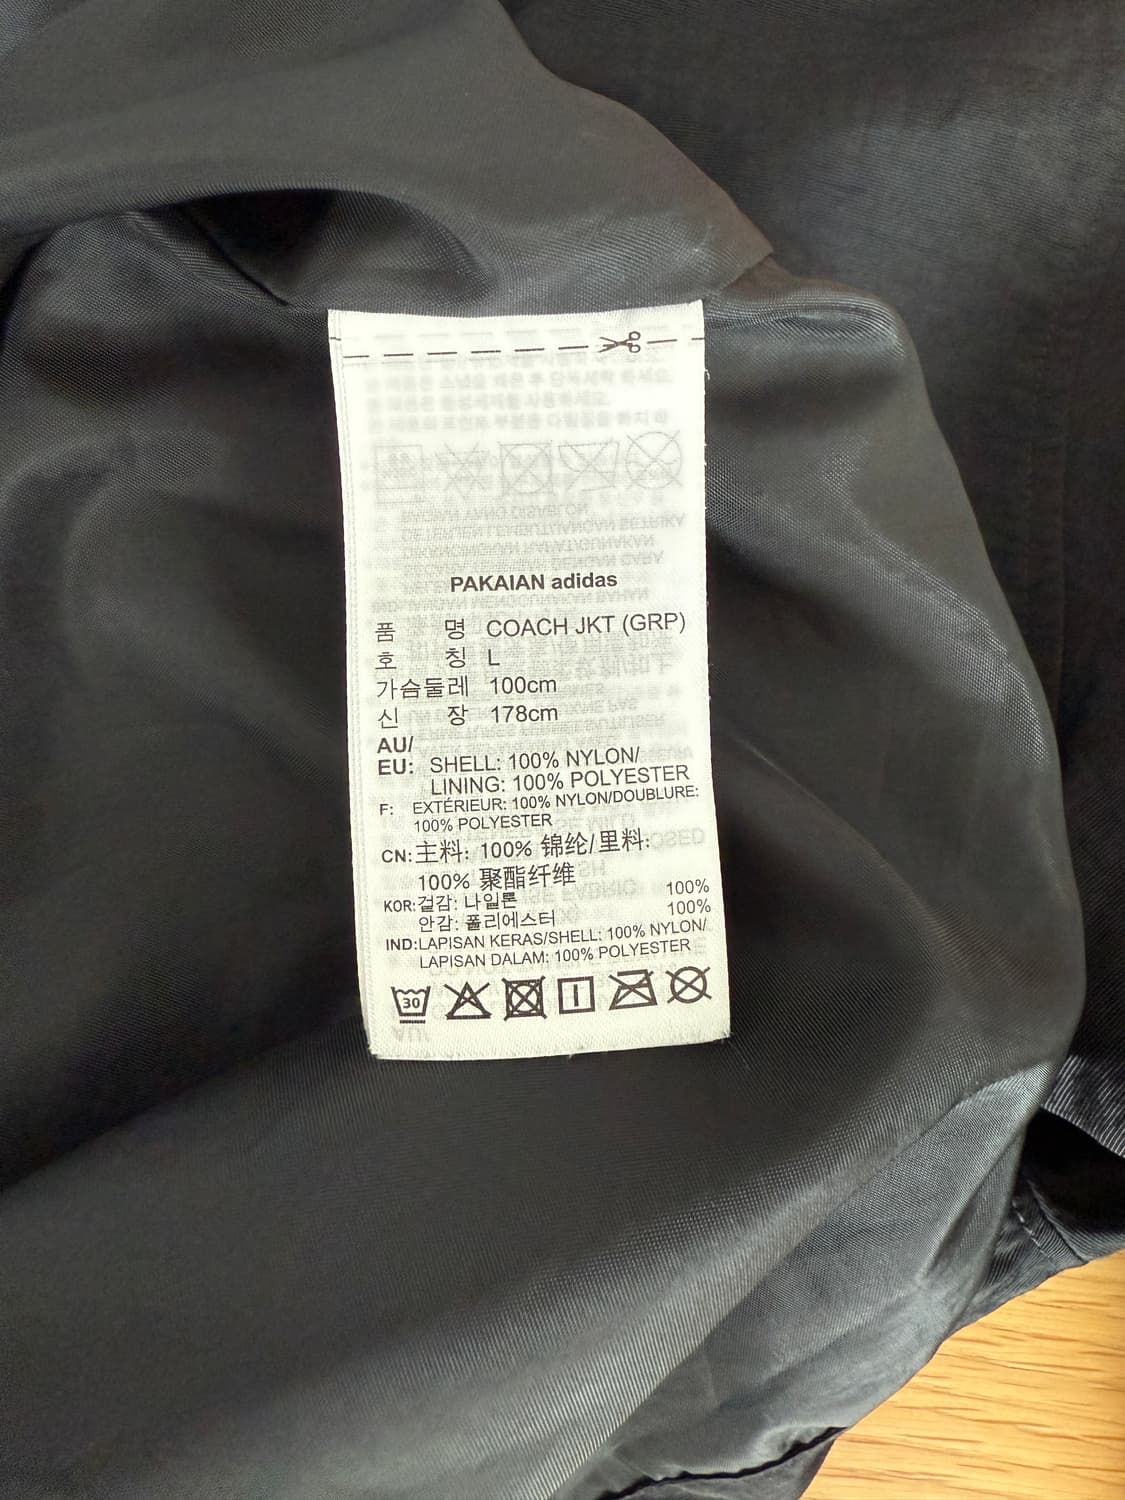 PAKAIAN adidas
품 명 COACH JKT (GRP)
호 칭 L
가슴둘레 100cm
신 장 178cm
AU/
EU: SHELL: 100% NYLON/
LINING: 100% POLYESTER
F: EXTÉRIEUR: 100% NYLON/DOUBLURE:
100% POLYESTER
CN: 主料: 100% 锦纶/里料:
100% 聚酯纤维
KOR: 겉감: 나일론 100%
안감: 폴리에스터 100%
IND: LAPISAN KERAS/SHELL: 100% NYLON/
LAPISAN DALAM: 100% POLYESTER
30